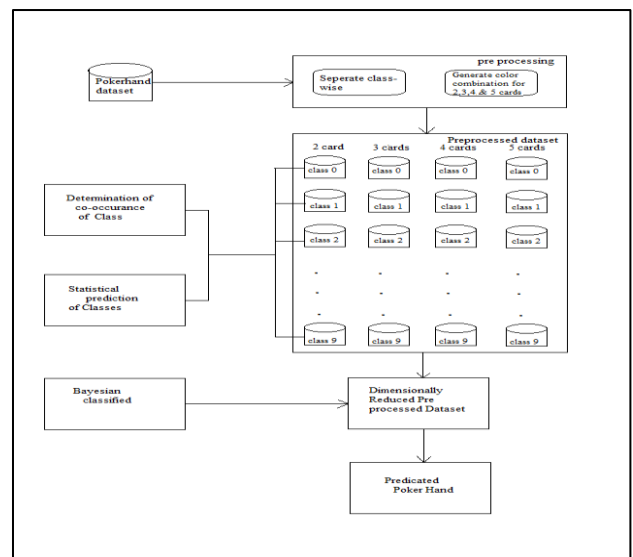 pre processing
Pokerhand
dataset
Seperate class-
wise
Generate color
combination for
2,3,4 & 5 cards
Preprocessed dataset
2 card 3 cards 4 cards 5 cards
class 0 class 0 class 0 class 0
class 1 class 1 class 1 class 1
class 2 class 2 class 2 class 2
class 9 class 9 class 9 class 9
Determination of
co-occurance
of Class
Statistical
prediction
of Classes
Bayesian
classified
Dimensionally
Reduced Pre
processed Dataset
Predicated
Poker Hand